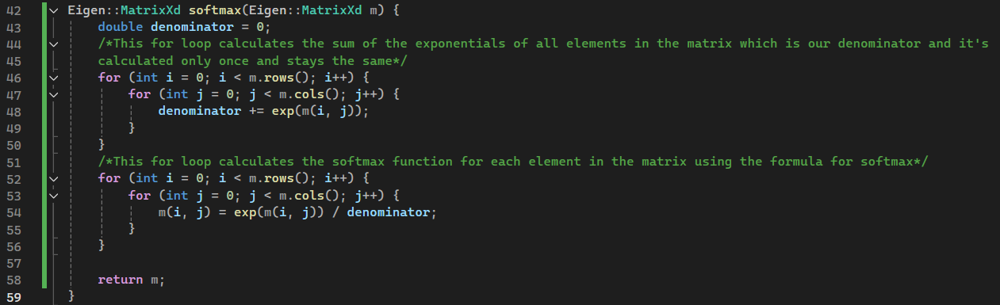 42 Eigen::MatrixXd softmax(Eigen::MatrixXd m) {
43 double denominator = 0;
44 /*This for loop calculates the sum of the exponentials of all elements in the matrix which is our denominator and it's
45 calculated only once and stays the same*/
46 for (int i = 0; i < m.rows(); i++) {
47 for (int j = 0; j < m.cols(); j++) {
48 denominator += exp(m(i, j));
49 }
50 }
51 /*This for loop calculates the softmax function for each element in the matrix using the formula for softmax*/
52 for (int i = 0; i < m.rows(); i++) {
53 for (int j = 0; j < m.cols(); j++) {
54 m(i, j) = exp(m(i, j)) / denominator;
55 }
56 }
57
58 return m;
59 }